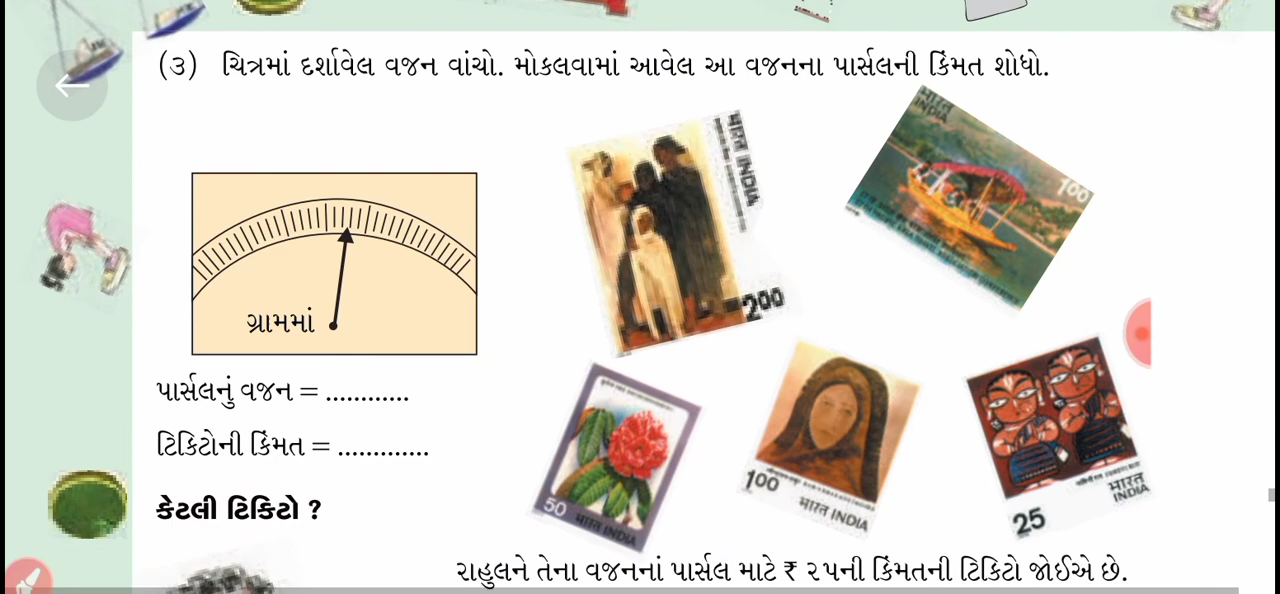 (૩) ચિત્રમાં દર્શાવેલ વજન વાંચો. મોકલવામાં આવેલ આ વજનના પાર્સલની કિંમત શોધો.
भारत INDIA
200
भारत
INDIA
100
ગ્રામમાં
પાર્સલનું વજન = ............
ટિકિટોની કિંમત = .............
કેટલી ટિકિટો ?
50 भारत INDIA
100
भारत INDIA
भारत
INDIA
25
રાહુલને તેના વજનનાં પાર્સલ માટે ₹ ૨૫ની કિંમતની ટિકિટો જોઈએ છે.